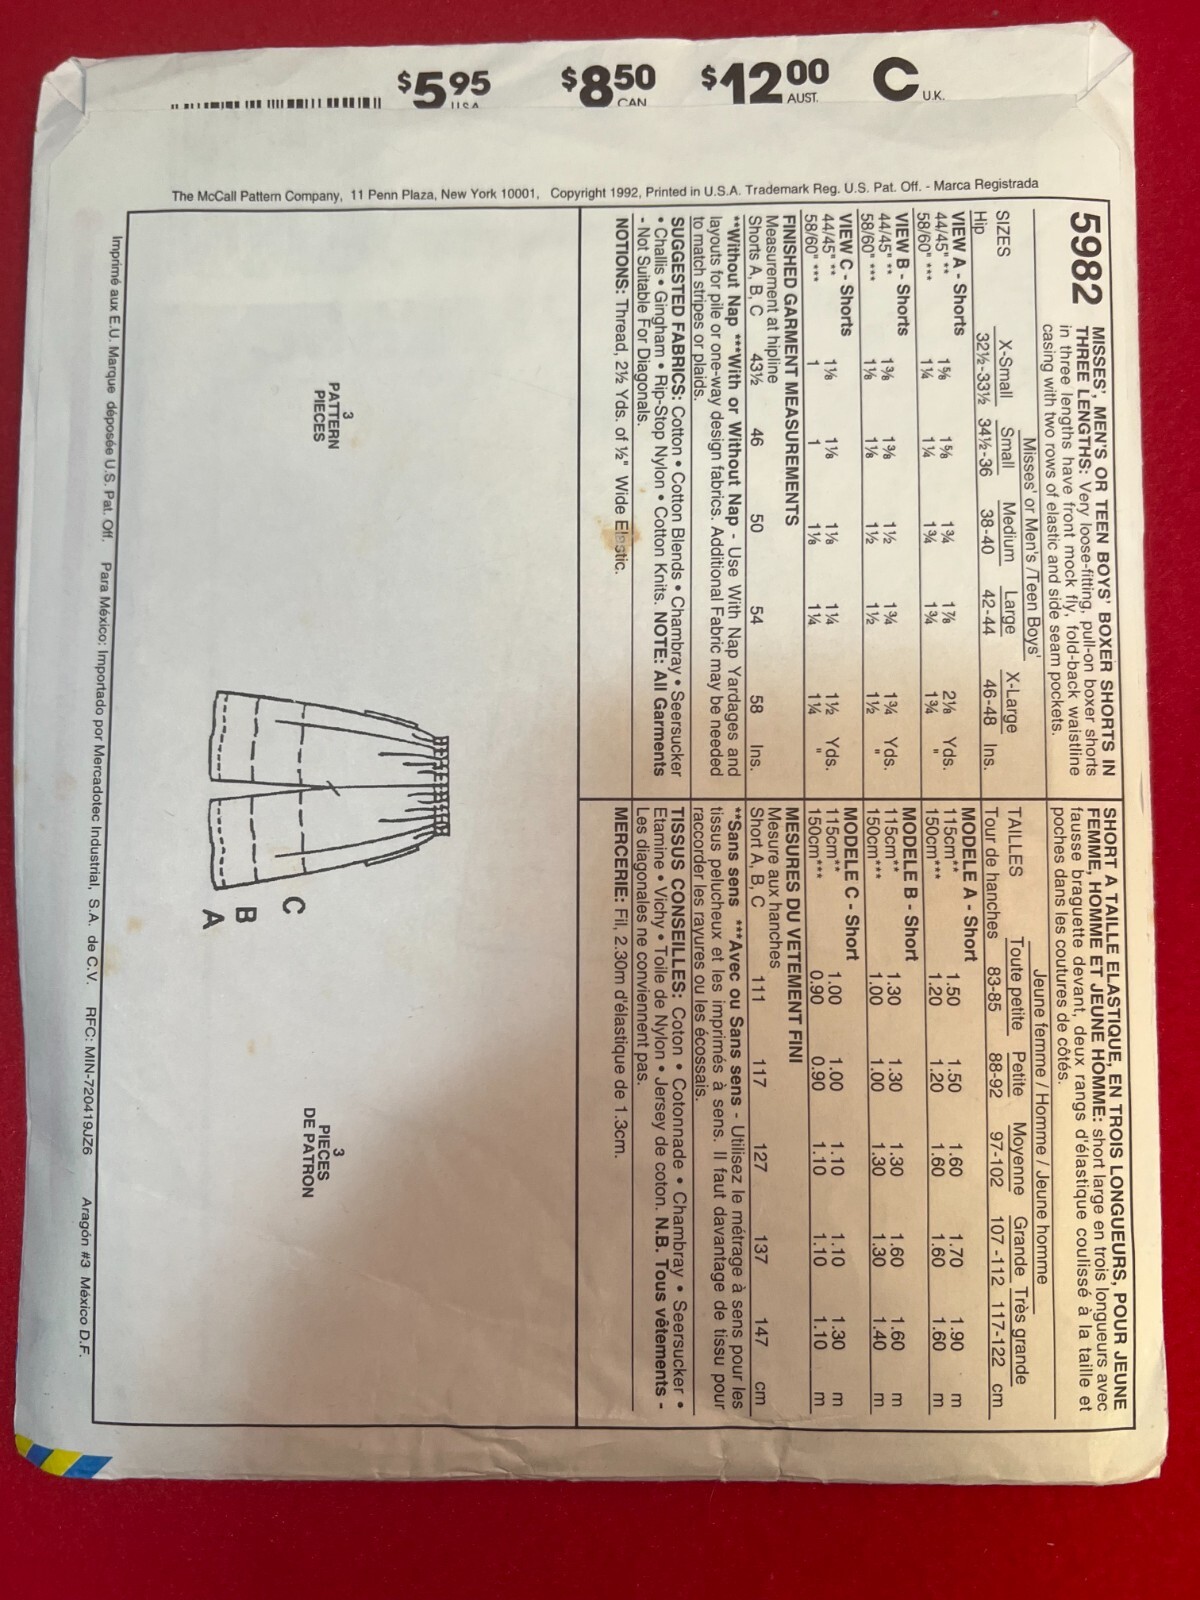 $5.95 U.S.A.
$8.50 CAN
$12.00 AUST.
C U.K.
The McCall Pattern Company, 11 Penn Plaza, New York 10001, Copyright 1992, Printed in U.S.A. Trademark Reg. U.S. Pat. Off. - Marca Registrada
5982
MISSES', MEN'S OR TEEN BOYS' BOXER SHORTS IN
THREE LENGTHS: Very loose-fitting, pull-on boxer shorts
in three lengths have front mock fly, fold-back waistline
casing with two rows of elastic and side seam pockets.
Misses' or Men's /Teen Boys'
SIZES X-Small Small Medium Large X-Large
Hip 32½-33½ 34½-36 38-40 42-44 46-48 Ins.
VIEW A - Shorts
44/45" ** 1⅝ 1⅝ 1¾ 1⅞ 2⅛ Yds.
58/60" *** 1¼ 1¼ 1¾ 1¾ 1¾ "
VIEW B - Shorts
44/45" ** 1⅜ 1⅜ 1½ 1¾ 1¾ Yds.
58/60" *** 1⅛ 1⅛ 1½ 1½ 1½ "
VIEW C - Shorts
44/45" ** 1⅛ 1⅛ 1⅛ 1¼ 1½ Yds.
58/60" *** 1 1 1⅛ 1¼ 1¼ "
FINISHED GARMENT MEASUREMENTS
Measurement at hipline
Shorts A, B, C 43½ 46 50 54 58 Ins.
**Without Nap ***With or Without Nap - Use With Nap Yardages and
layouts for pile or one-way design fabrics. Additional Fabric may be needed
to match stripes or plaids.
SUGGESTED FABRICS: Cotton • Cotton Blends • Chambray • Seersucker
• Challis • Gingham • Rip-Stop Nylon • Cotton Knits. NOTE: All Garments
- Not Suitable For Diagonals.
NOTIONS: Thread, 2½ Yds. of ½" Wide Elastic.
SHORT A TAILLE ELASTIQUE, EN TROIS LONGUEURS, POUR JEUNE
FEMME, HOMME ET JEUNE HOMME: short large en trois longueurs avec
fausse braguette devant, deux rangs d'élastique coulissé à la taille et
poches dans les coutures de côtés.
Jeune femme / Homme / Jeune homme
TAILLES Toute petite Petite Moyenne Grande Très grande
Tour de hanches 83-85 88-92 97-102 107 -112 117-122 cm
MODELE A - Short
115cm** 1.50 1.50 1.60 1.70 1.90 m
150cm*** 1.20 1.20 1.60 1.60 1.60 m
MODELE B - Short
115cm** 1.30 1.30 1.30 1.60 1.60 m
150cm*** 1.00 1.00 1.30 1.30 1.40 m
MODELE C - Short
115cm** 1.00 1.00 1.10 1.10 1.30 m
150cm*** 0.90 0.90 1.10 1.10 1.10 m
MESURES DU VETEMENT FINI
Mesure aux hanches
Short A, B, C 111 117 127 137 147 cm
**Sans sens ***Avec ou Sans sens - Utilisez le métrage à sens pour les
tissus pelucheux et les imprimés à sens. Il faut davantage de tissu pour
raccorder les rayures ou les écossais.
TISSUS CONSEILLES: Coton • Cotonnade • Chambray • Seersucker •
Etamine • Vichy • Toile de Nylon • Jersey de coton. N.B. Tous vêtements -
Les diagonales ne conviennent pas.
MERCERIE: Fil, 2.30m d'élastique de 1.3cm.
3
PATTERN
PIECES
C
B
A
3
PIECES
DE PATRON
Imprimé aux E.U. Marque déposée U.S. Pat. Off. Para México: Importado por Mercadotec Industrial, S.A. de C.V. RFC: MIN-720419JZ6 Aragón #3 México D.F.